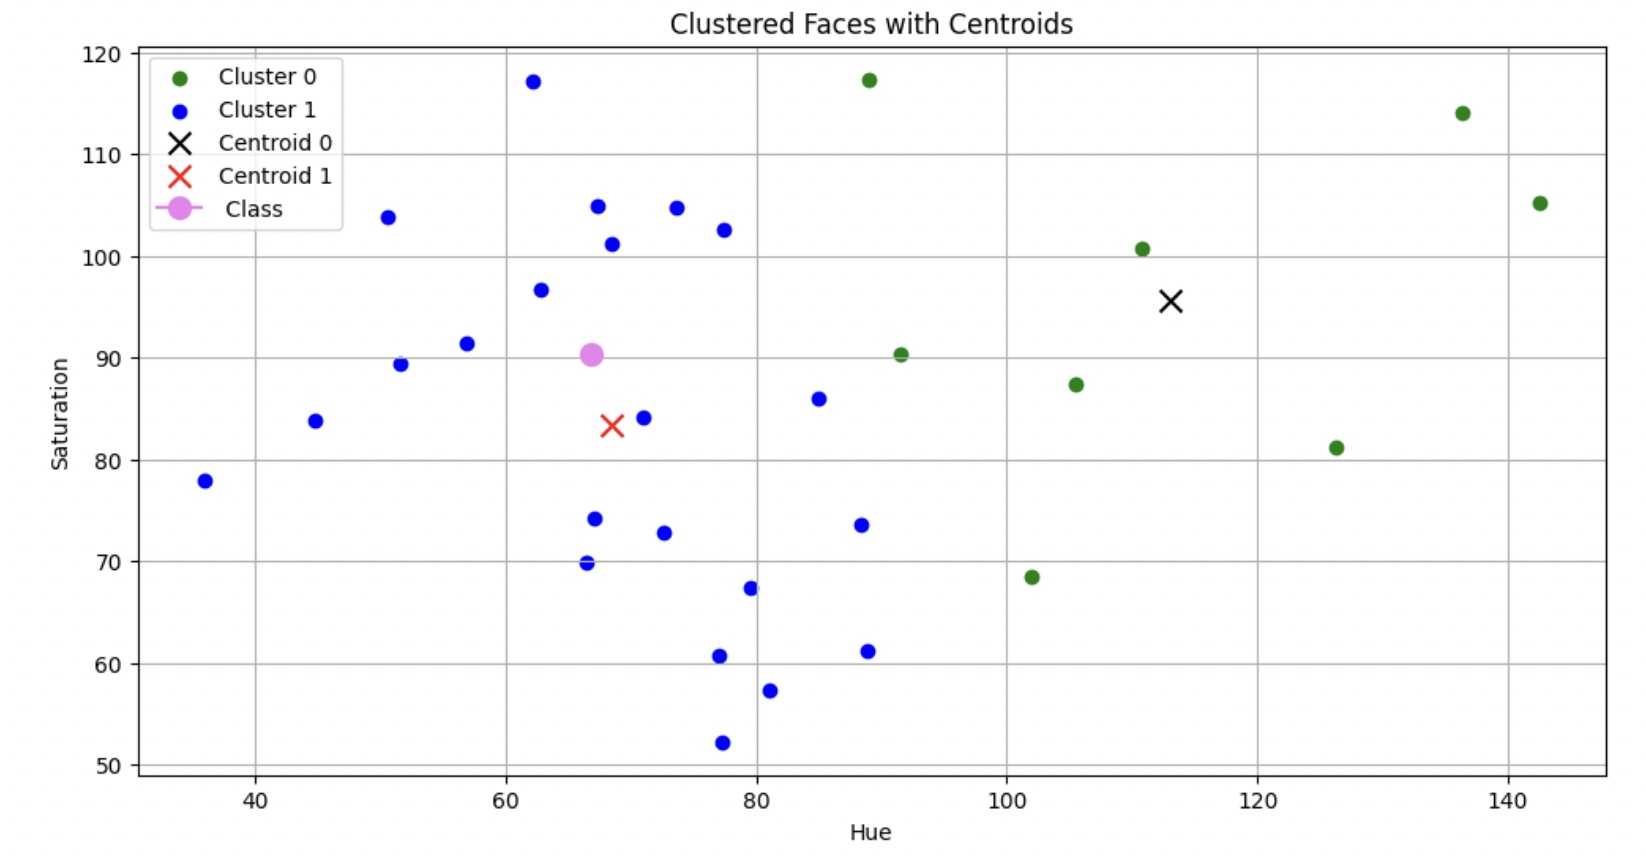 Clustered Faces with Centroids
120
110
100
90
80
70
60
50
Saturation
Cluster 0
Cluster 1
Centroid 0
Centroid 1
Class
40 60 80 100 120 140
Hue